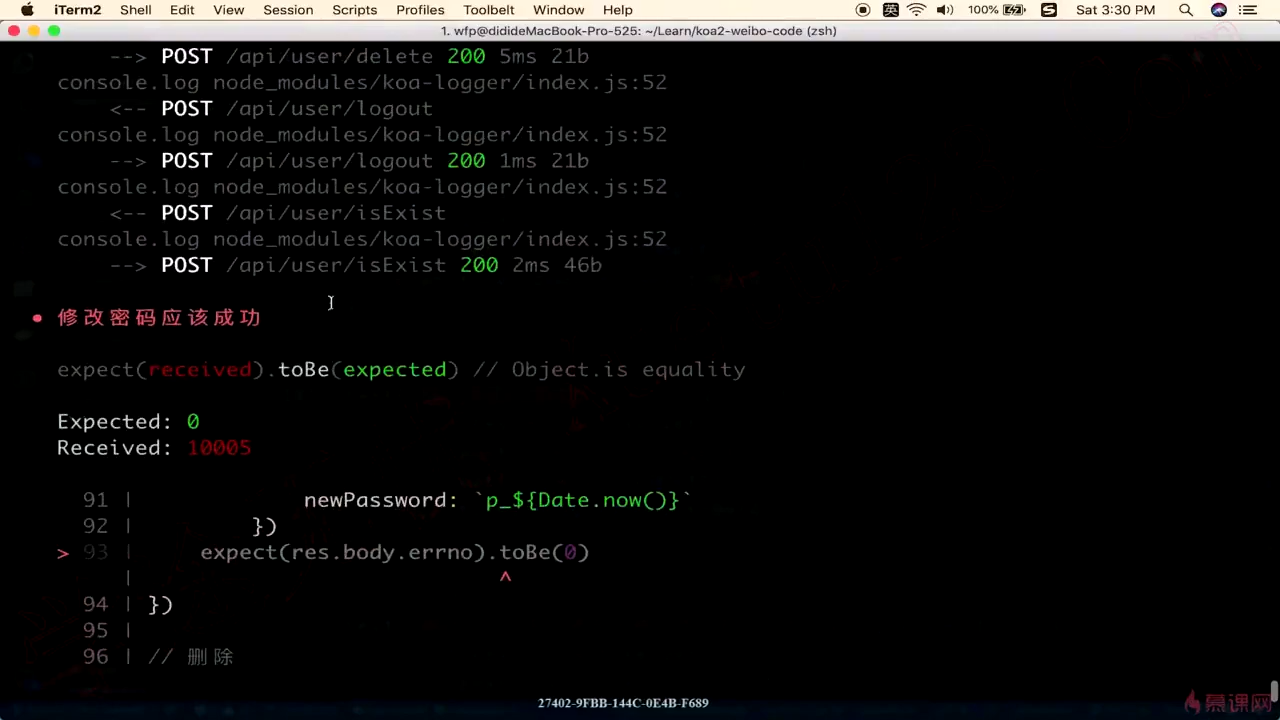 iTerm2 Shell Edit View Session Scripts Profiles Toolbelt Window Help 英 100% Sat 3:30 PM
1. wfp@didideMacBook-Pro-525: ~/Learn/koa2-weibo-code (zsh)
--> POST /api/user/delete 200 5ms 21b
console.log node_modules/koa-logger/index.js:52
<-- POST /api/user/logout
console.log node_modules/koa-logger/index.js:52
--> POST /api/user/logout 200 1ms 21b
console.log node_modules/koa-logger/index.js:52
<-- POST /api/user/isExist
console.log node_modules/koa-logger/index.js:52
--> POST /api/user/isExist 200 2ms 46b
● 修改密码应该成功
expect(received).toBe(expected) // Object.is equality
Expected: 0
Received: 10005
91 | newPassword: `p_${Date.now()}`
92 | })
> 93 | expect(res.body.errno).toBe(0)
| ^
94 | })
95 |
96 | // 删除
27402-9FBB-144C-0E4B-F689
慕课网